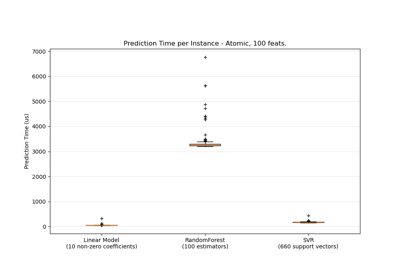 Prediction Time per Instance - Atomic, 100 feats.
7000
6000
5000
4000
3000
2000
1000
0
Prediction Time (us)
Linear Model
(10 non-zero coefficients)
RandomForest
(100 estimators)
SVR
(660 support vectors)